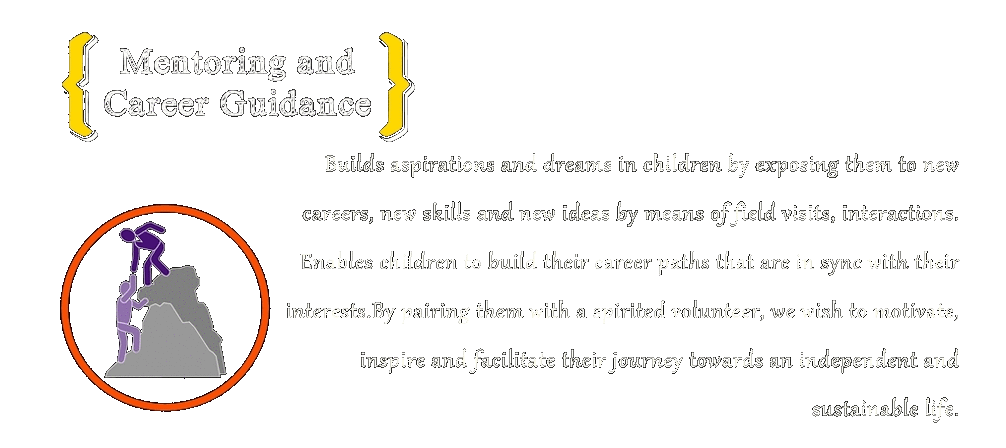 Mentoring and
Career Guidance
Builds aspirations and dreams in children by exposing them to new
careers, new skills and new ideas by means of field visits, interactions.
Enables children to build their career paths that are in sync with their
interests.By pairing them with a spirited volunteer, we wish to motivate,
inspire and facilitate their journey towards an independent and
sustainable life.